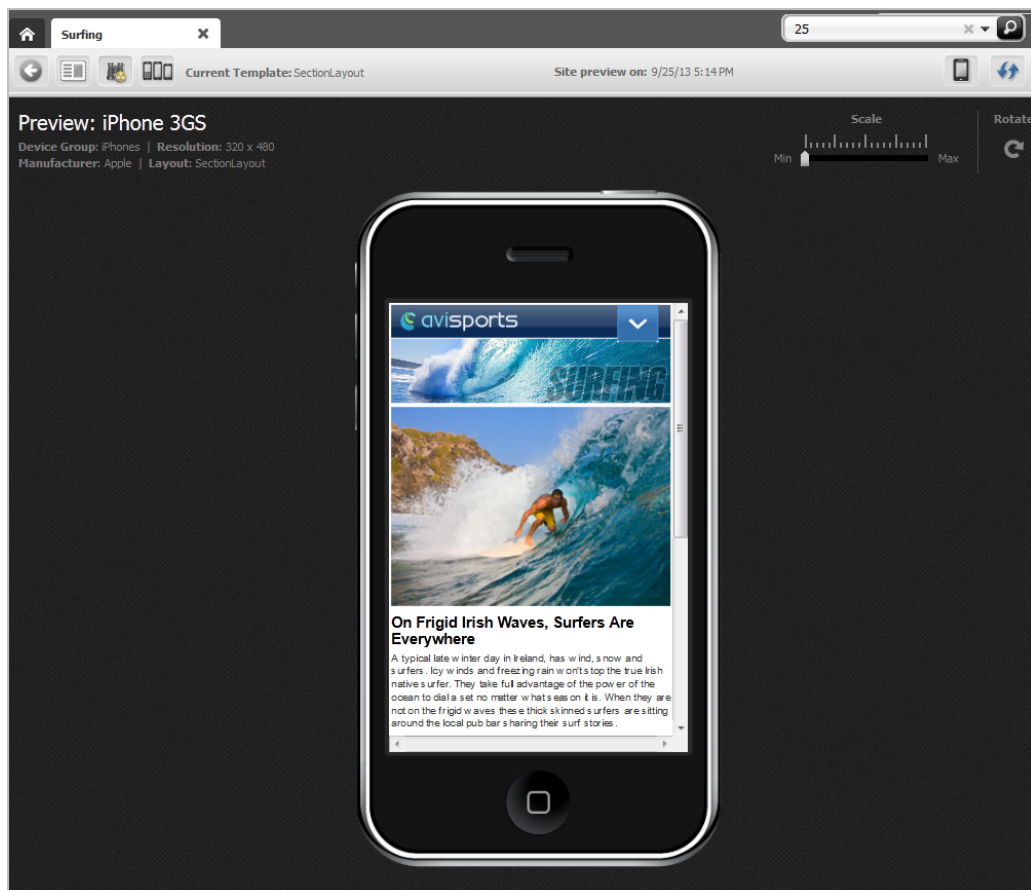 Surfing
25
Current Template: SectionLayout
Site preview on: 9/25/13 5:14 PM
Preview: iPhone 3GS
Device Group: iPhones | Resolution: 320 x 480
Manufacturer: Apple | Layout: SectionLayout
Scale
Min
Max
Rotate
avisports
SURFING
On Frigid Irish Waves, Surfers Are
Everywhere
A typical late winter day in Ireland, has wind, snow and
surfers. Icy winds and freezing rain won't stop the true Irish
native surfer. They take full advantage of the power of the
ocean to dial a set no matter what season it is. When they are
not on the frigid waves these thick skinned surfers are sitting
around the local pub bar sharing their surf stories.